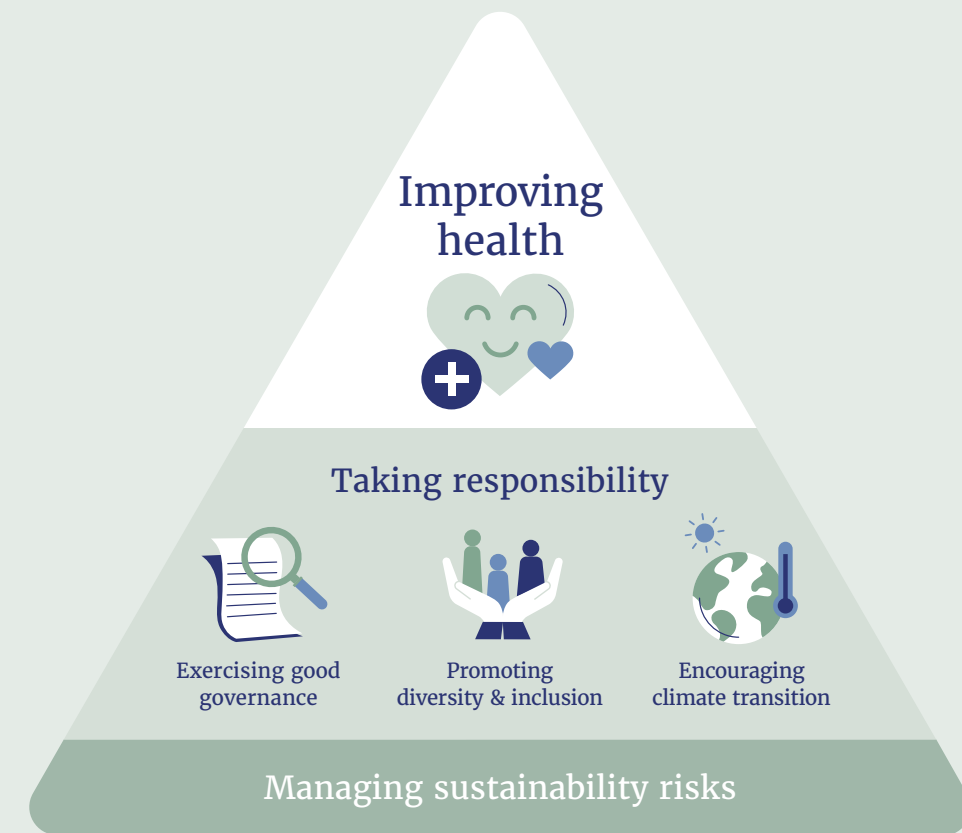 Improving
health
Taking responsibility
Exercising good
governance
Promoting
diversity & inclusion
Encouraging
climate transition
Managing sustainability risks